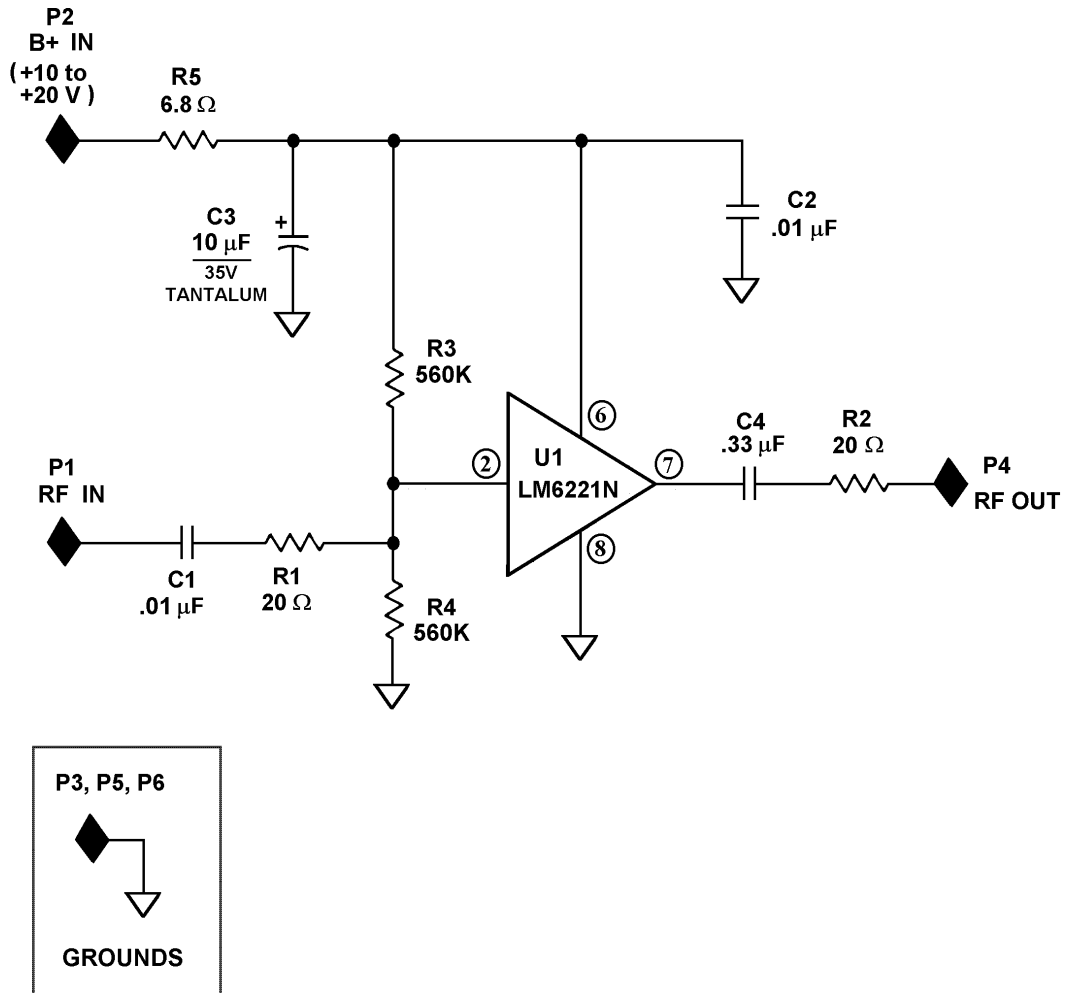 P2
B+ IN
(+10 to
+20 V)
R5
6.8 Ω
C3
+
10 µF
35V
TANTALUM
C2
.01 µF
R3
560K
6
2
U1
LM6221N
7
8
C4
.33 µF
R2
20 Ω
P4
RF OUT
P1
RF IN
C1
.01 µF
R1
20 Ω
R4
560K
P3, P5, P6
GROUNDS